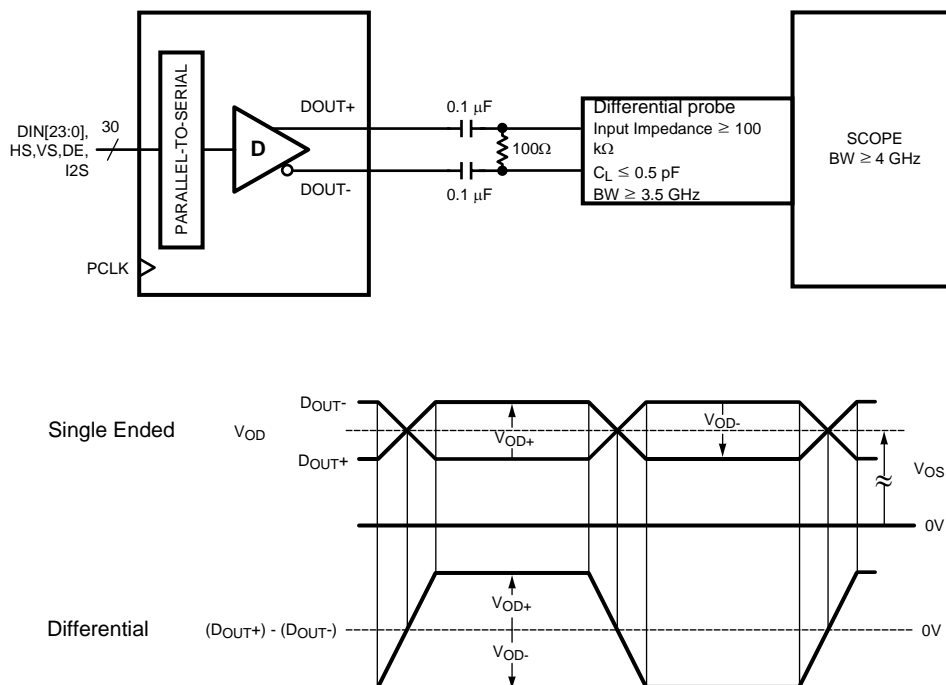 PARALLEL-TO-SERIAL
DIN[23:0],
HS,VS,DE,
I2S
30
D
DOUT+
DOUT-
PCLK
0.1 μF
0.1 μF
100Ω
Differential probe
Input Impedance ≥ 100
kΩ
CL ≤ 0.5 pF
BW ≥ 3.5 GHz
SCOPE
BW ≥ 4 GHz
Single Ended
VOD
DOUT-
DOUT+
VOD+
VOD-
VOS
≈
0V
Differential
(DOUT+) - (DOUT-)
VOD+
VOD-
0V